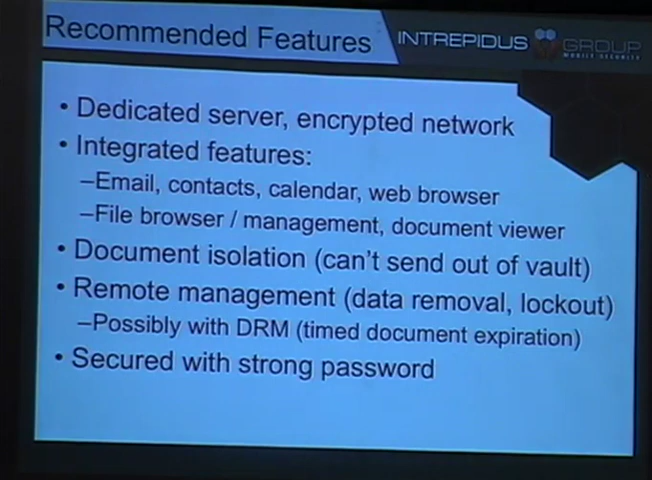 Recommended Features
INTREPIDUS GROUP
MOBILE SECURITY
• Dedicated server, encrypted network
• Integrated features:
–Email, contacts, calendar, web browser
–File browser / management, document viewer
• Document isolation (can't send out of vault)
• Remote management (data removal, lockout)
–Possibly with DRM (timed document expiration)
• Secured with strong password